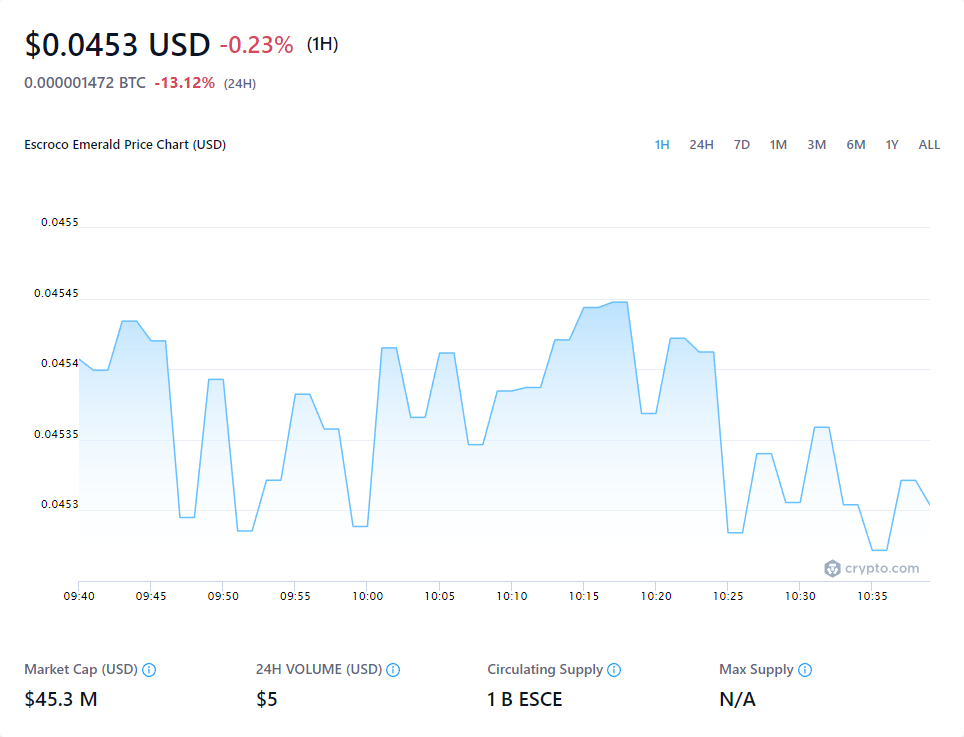 $0.0453 USD -0.23% (1H)
0.000001472 BTC -13.12% (24H)
Escroco Emerald Price Chart (USD) 1H 24H 7D 1M 3M 6M 1Y ALL
0.0455
0.04545
0.0454
0.04535
0.0453
crypto.com
09:40 09:45 09:50 09:55 10:00 10:05 10:10 10:15 10:20 10:25 10:30 10:35
Market Cap (USD) 24H VOLUME (USD) Circulating Supply Max Supply
$45.3 M $5 1 B ESCE N/A